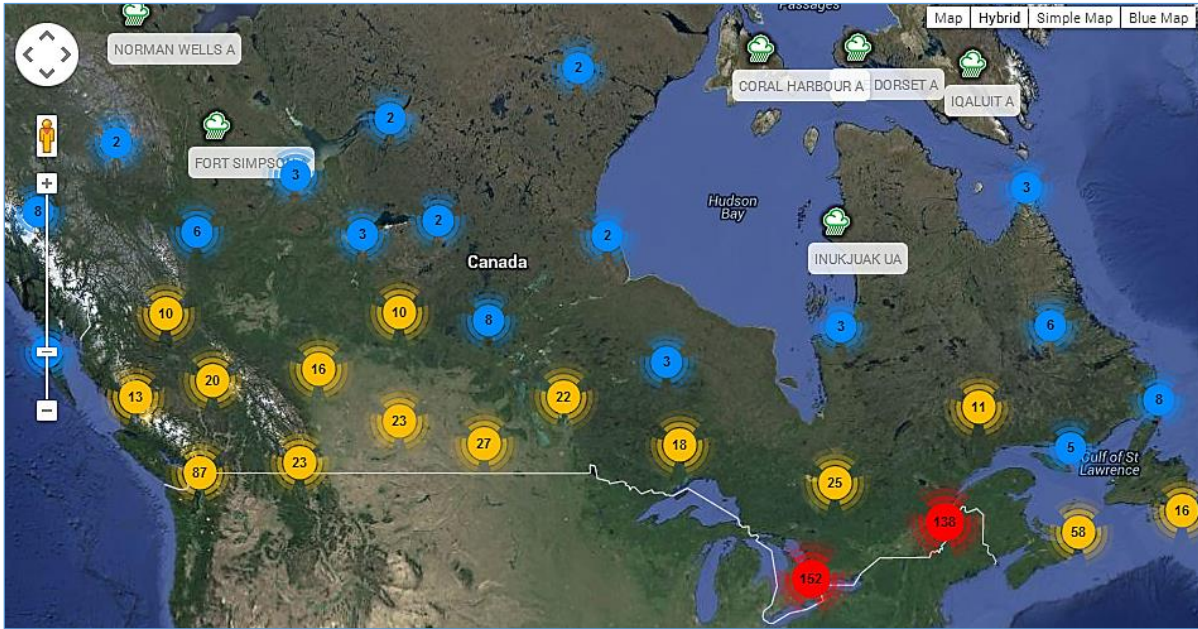 Passages
Map
Hybrid
Simple Map
Blue Map
NORMAN WELLS A
2
CORAL HARBOUR A
DORSET A
IQALUIT A
2
2
FORT SIMPSON
3
3
8
6
3
2
2
Hudson
Bay
INUKJUAK UA
Canada
10
10
8
3
6
3
20
16
13
22
11
8
23
27
18
5
Gulf of St
Lawrence
87
23
25
16
138
58
152